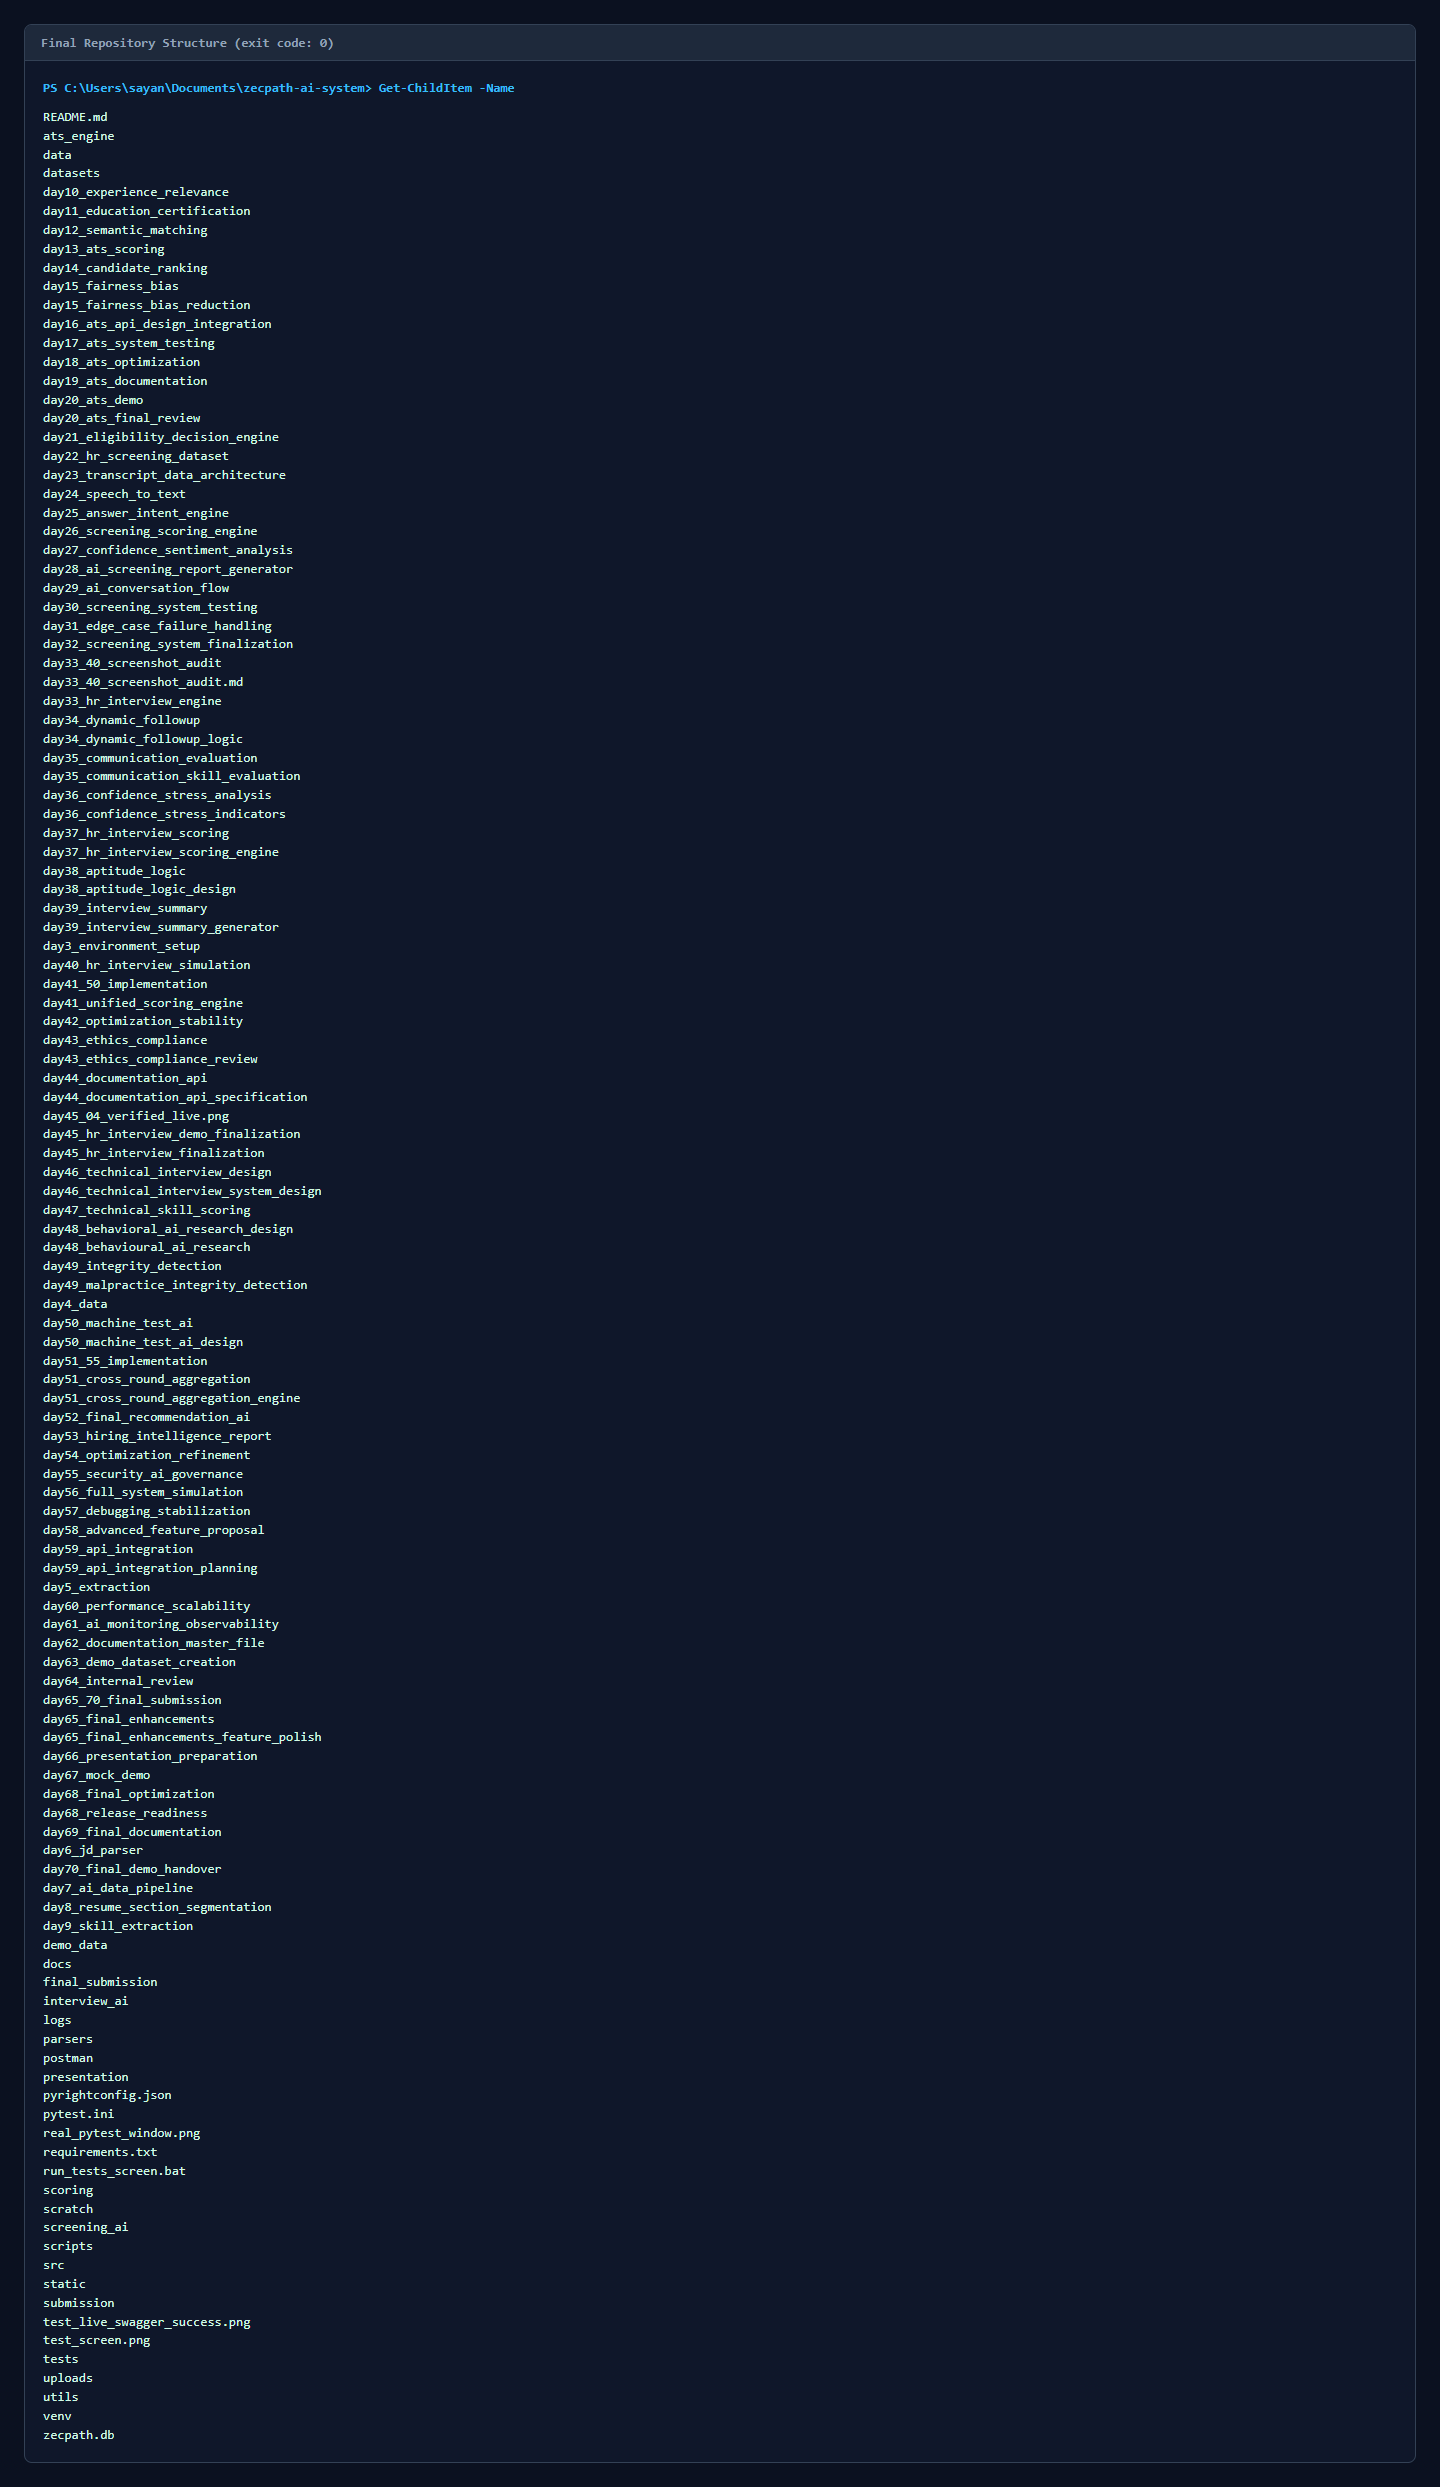 Final Repository Structure (exit code: 0)
PS C:\Users\sayan\Documents\zecpath-ai-system> Get-ChildItem -Name
README.md
ats_engine
data
datasets
day10_experience_relevance
day11_education_certification
day12_semantic_matching
day13_ats_scoring
day14_candidate_ranking
day15_fairness_bias
day15_fairness_bias_reduction
day16_ats_api_design_integration
day17_ats_system_testing
day18_ats_optimization
day19_ats_documentation
day20_ats_demo
day20_ats_final_review
day21_eligibility_decision_engine
day22_hr_screening_dataset
day23_transcript_data_architecture
day24_speech_to_text
day25_answer_intent_engine
day26_screening_scoring_engine
day27_confidence_sentiment_analysis
day28_ai_screening_report_generator
day29_ai_conversation_flow
day30_screening_system_testing
day31_edge_case_failure_handling
day32_screening_system_finalization
day33_40_screenshot_audit
day33_40_screenshot_audit.md
day33_hr_interview_engine
day34_dynamic_followup
day34_dynamic_followup_logic
day35_communication_evaluation
day35_communication_skill_evaluation
day36_confidence_stress_analysis
day36_confidence_stress_indicators
day37_hr_interview_scoring
day37_hr_interview_scoring_engine
day38_aptitude_logic
day38_aptitude_logic_design
day39_interview_summary
day39_interview_summary_generator
day3_environment_setup
day40_hr_interview_simulation
day41_50_implementation
day41_unified_scoring_engine
day42_optimization_stability
day43_ethics_compliance
day43_ethics_compliance_review
day44_documentation_api
day44_documentation_api_specification
day45_04_verified_live.png
day45_hr_interview_demo_finalization
day45_hr_interview_finalization
day46_technical_interview_design
day46_technical_interview_system_design
day47_technical_skill_scoring
day48_behavioral_ai_research_design
day48_behavioural_ai_research
day49_integrity_detection
day49_malpractice_integrity_detection
day4_data
day50_machine_test_ai
day50_machine_test_ai_design
day51_55_implementation
day51_cross_round_aggregation
day51_cross_round_aggregation_engine
day52_final_recommendation_ai
day53_hiring_intelligence_report
day54_optimization_refinement
day55_security_ai_governance
day56_full_system_simulation
day57_debugging_stabilization
day58_advanced_feature_proposal
day59_api_integration
day59_api_integration_planning
day5_extraction
day60_performance_scalability
day61_ai_monitoring_observability
day62_documentation_master_file
day63_demo_dataset_creation
day64_internal_review
day65_70_final_submission
day65_final_enhancements
day65_final_enhancements_feature_polish
day66_presentation_preparation
day67_mock_demo
day68_final_optimization
day68_release_readiness
day69_final_documentation
day6_jd_parser
day70_final_demo_handover
day7_ai_data_pipeline
day8_resume_section_segmentation
day9_skill_extraction
demo_data
docs
final_submission
interview_ai
logs
parsers
postman
presentation
pyrightconfig.json
pytest.ini
real_pytest_window.png
requirements.txt
run_tests_screen.bat
scoring
scratch
screening_ai
scripts
src
static
submission
test_live_swagger_success.png
test_screen.png
tests
uploads
utils
venv
zecpath.db